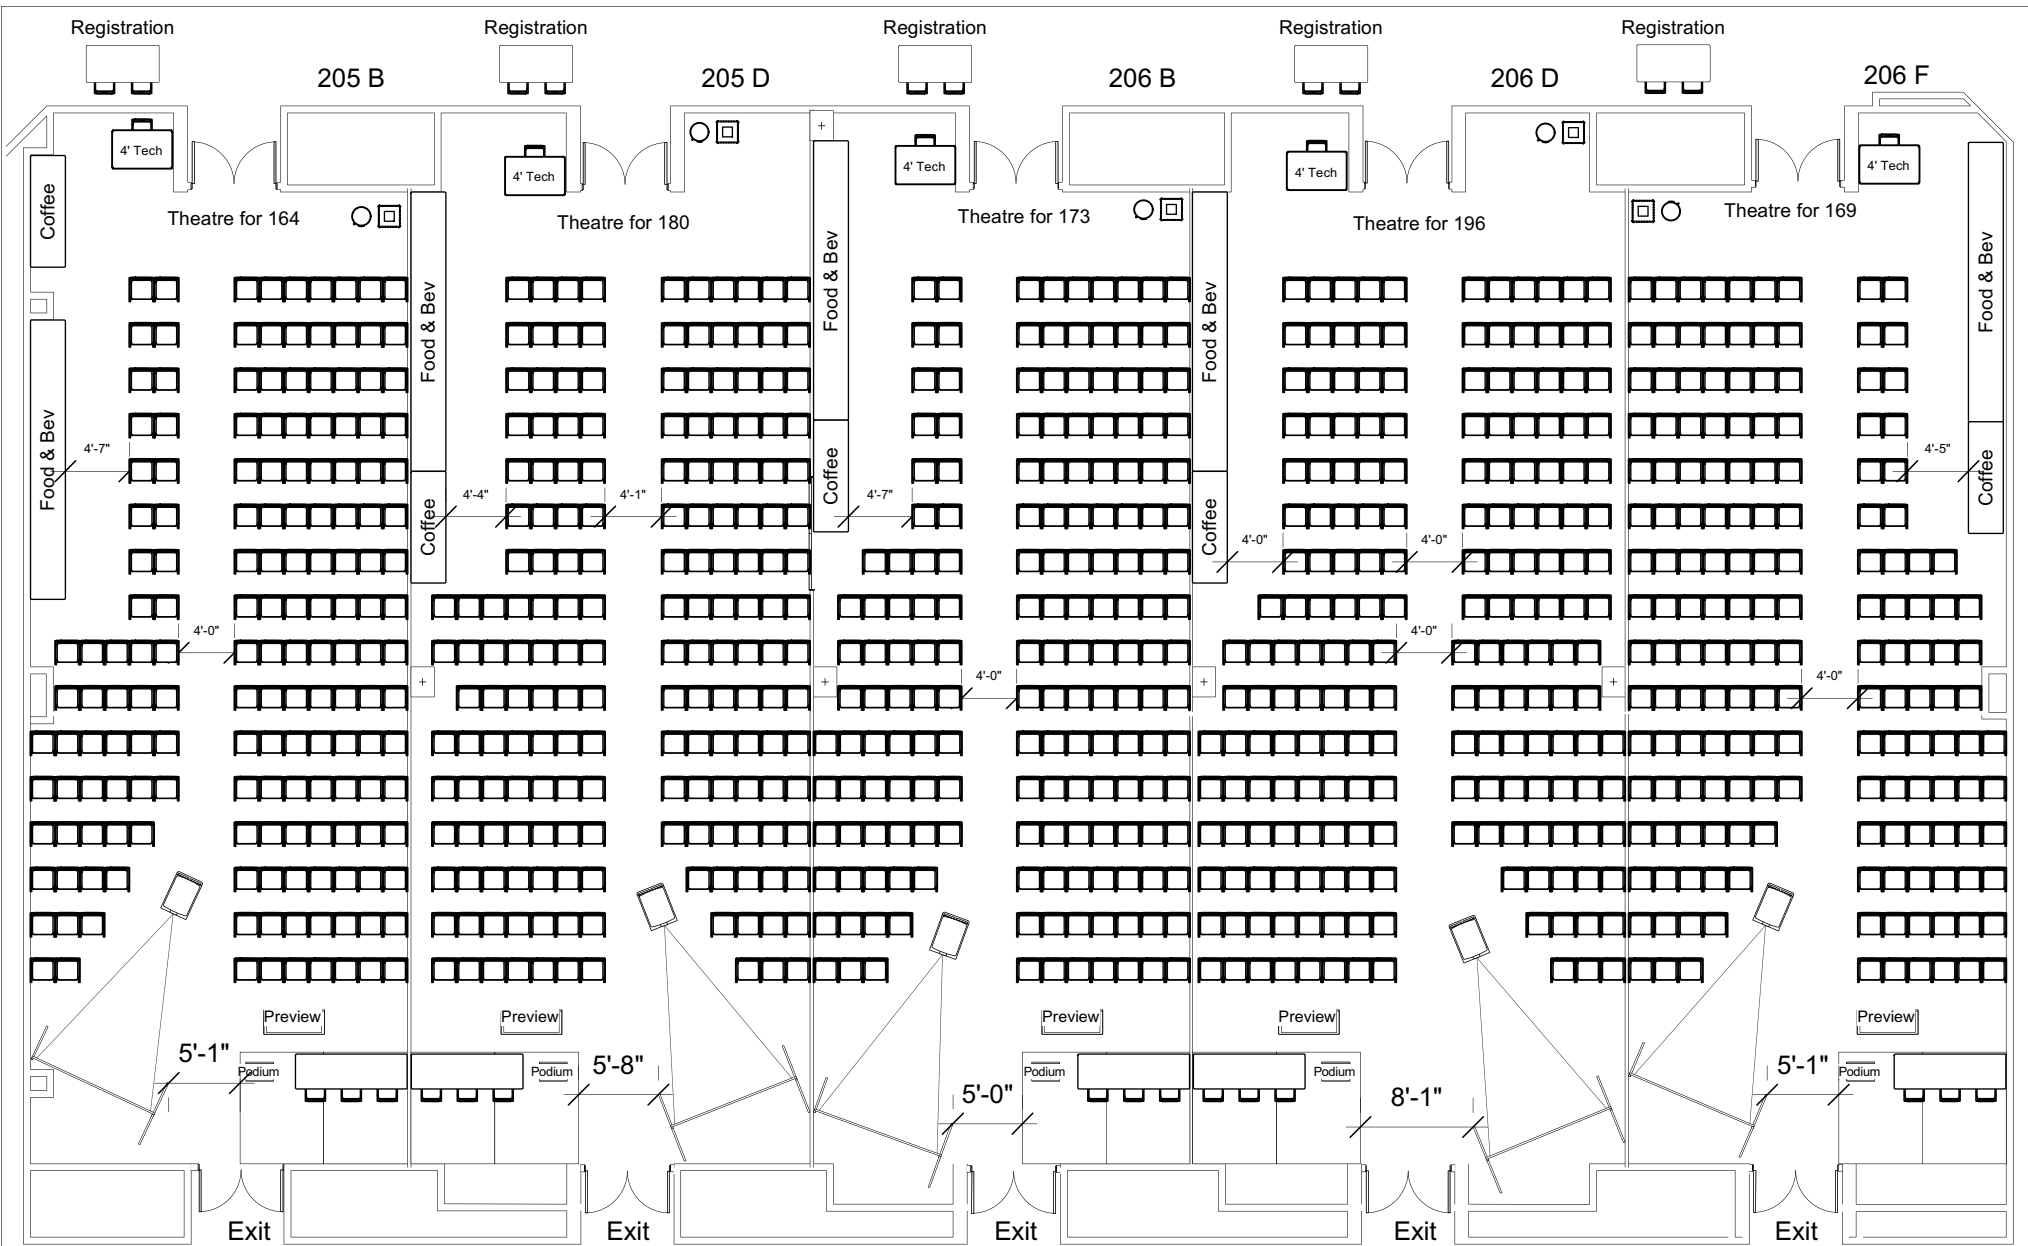 Registration
Registration
Registration
Registration
Registration
205 B
205 D
206 B
206 D
206 F
4' Tech
4' Tech
4' Tech
4' Tech
4' Tech
Coffee
Theatre for 164
Theatre for 180
Theatre for 173
Theatre for 196
Theatre for 169
Food & Bev
Food & Bev
Food & Bev
Food & Bev
Food & Bev
4'-7"
4'-5"
Coffee
Coffee
Coffee
Coffee
4'-4"
4'-1"
4'-7"
4'-0"
4'-0"
4'-0"
4'-0"
4'-0"
4'-0"
Preview
Preview
Preview
Preview
Preview
5'-1"
Podium
Podium
5'-8"
5'-0"
Podium
Podium
8'-1"
5'-1"
Podium
Exit
Exit
Exit
Exit
Exit